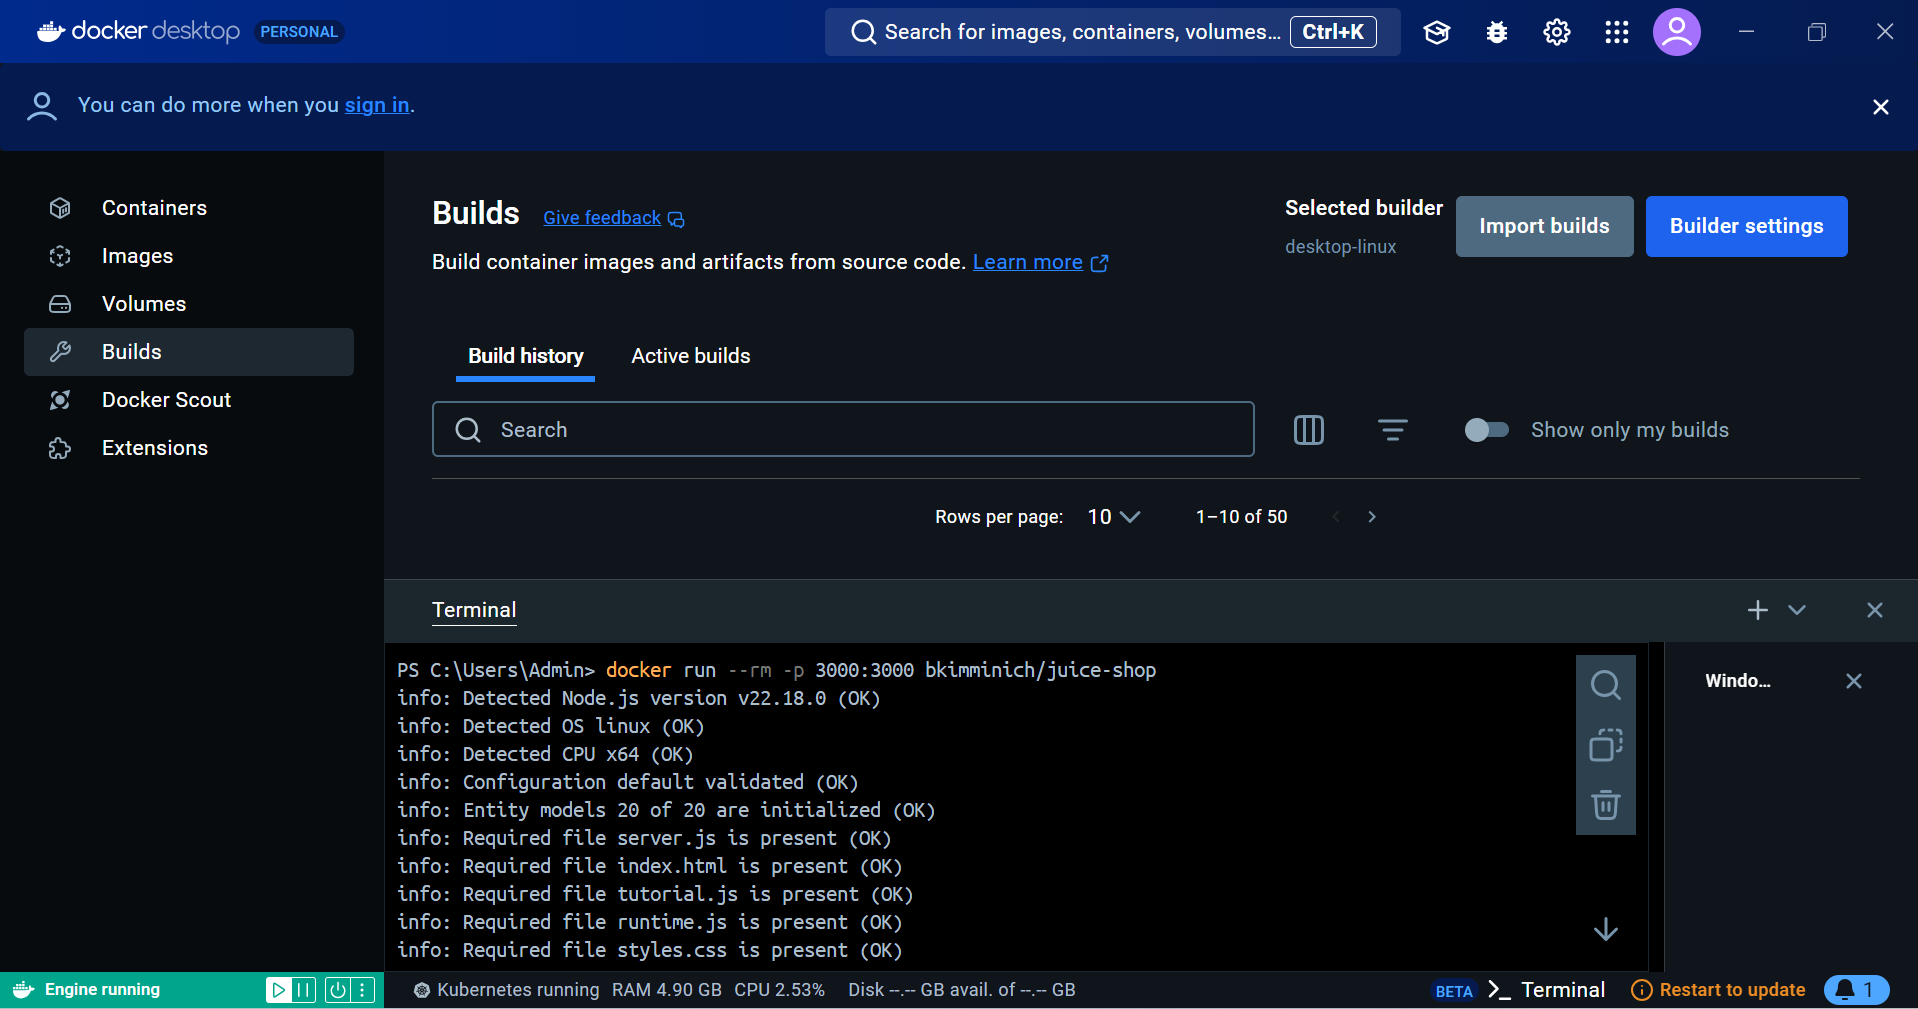 docker desktop PERSONAL
Search for images, containers, volumes... Ctrl+K
You can do more when you sign in.
Containers
Images
Volumes
Builds
Docker Scout
Extensions
Builds Give feedback
Build container images and artifacts from source code. Learn more
Selected builder
desktop-linux
Import builds
Builder settings
Build history Active builds
Search
Show only my builds
Rows per page: 10 1–10 of 50
Terminal
PS C:\Users\Admin> docker run --rm -p 3000:3000 bkimminich/juice-shop
info: Detected Node.js version v22.18.0 (OK)
info: Detected OS linux (OK)
info: Detected CPU x64 (OK)
info: Configuration default validated (OK)
info: Entity models 20 of 20 are initialized (OK)
info: Required file server.js is present (OK)
info: Required file index.html is present (OK)
info: Required file tutorial.js is present (OK)
info: Required file runtime.js is present (OK)
info: Required file styles.css is present (OK)
Windo...
Engine running
Kubernetes running RAM 4.90 GB CPU 2.53% Disk --.-- GB avail. of --.-- GB
BETA >_ Terminal Restart to update 1